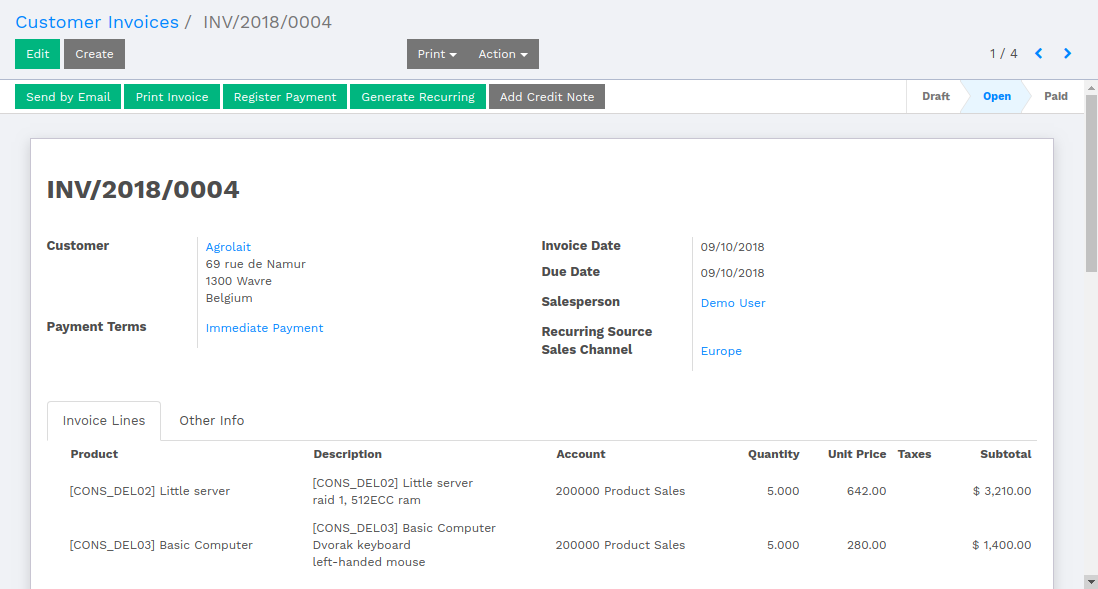 Customer Invoices / INV/2018/0004
Edit Create Print Action 1 / 4
Send by Email Print Invoice Register Payment Generate Recurring Add Credit Note Draft Open Paid
INV/2018/0004
Customer Agrolait
69 rue de Namur
1300 Wavre
Belgium
Payment Terms Immediate Payment
Invoice Date 09/10/2018
Due Date 09/10/2018
Salesperson Demo User
Recurring Source
Sales Channel Europe
Invoice Lines Other Info
Product Description Account Quantity Unit Price Taxes Subtotal
[CONS_DEL02] Little server [CONS_DEL02] Little server
raid 1, 512ECC ram 200000 Product Sales 5.000 642.00 $ 3,210.00
[CONS_DEL03] Basic Computer [CONS_DEL03] Basic Computer
Dvorak keyboard
left-handed mouse 200000 Product Sales 5.000 280.00 $ 1,400.00